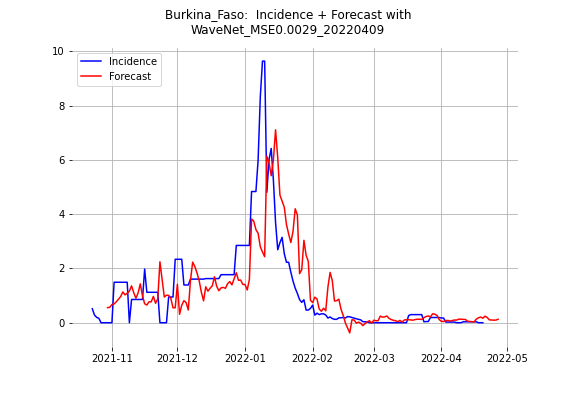 Burkina_Faso:  Incidence + Forecast with
WaveNet_MSE0.0029_20220409
10
Incidence
Forecast
8
6
4
2
0
2021-11 2021-12 2022-01 2022-02 2022-03 2022-04 2022-05